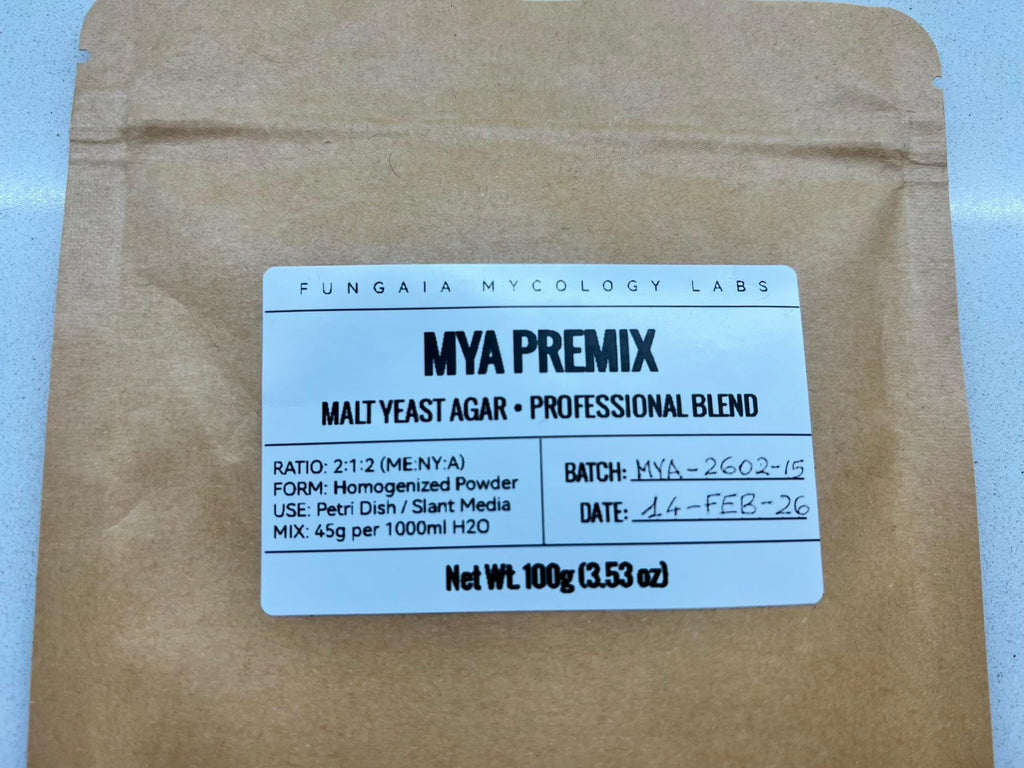 FUNGAIA MYCOLOGY LABS
MYA PREMIX
MALT YEAST AGAR • PROFESSIONAL BLEND
RATIO: 2:1:2 (ME:NY:A)
FORM: Homogenized Powder
USE: Petri Dish / Slant Media
MIX: 45g per 1000ml H2O
BATCH: MYA-2602-15
DATE: 14-FEB-26
Net Wt. 100g (3.53 oz)